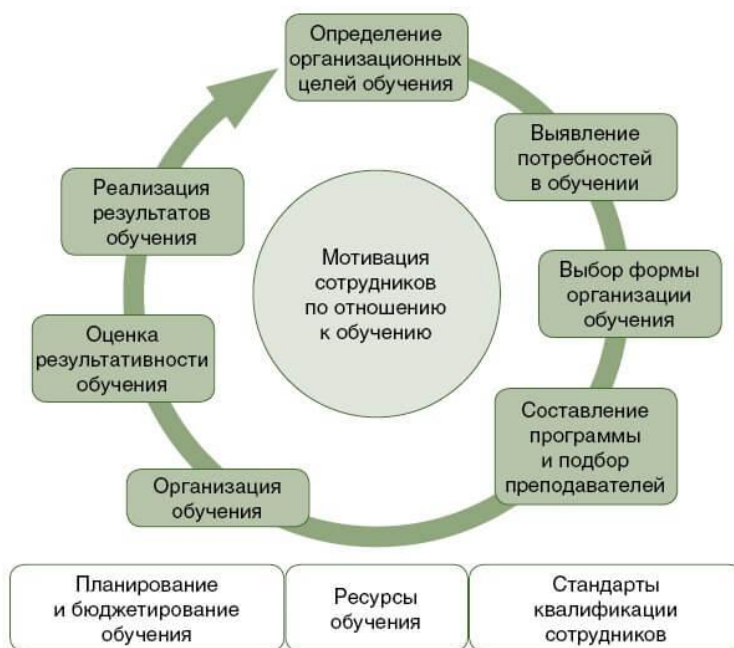 Определение
организационных
целей обучения
Выявление
потребностей
в обучении
Выбор формы
организации
обучения
Составление
программы
и подбор
преподавателей
Организация
обучения
Оценка
результативности
обучения
Реализация
результатов
обучения
Мотивация
сотрудников
по отношению
к обучению
Планирование
и бюджетирование
обучения
Ресурсы
обучения
Стандарты
квалификации
сотрудников